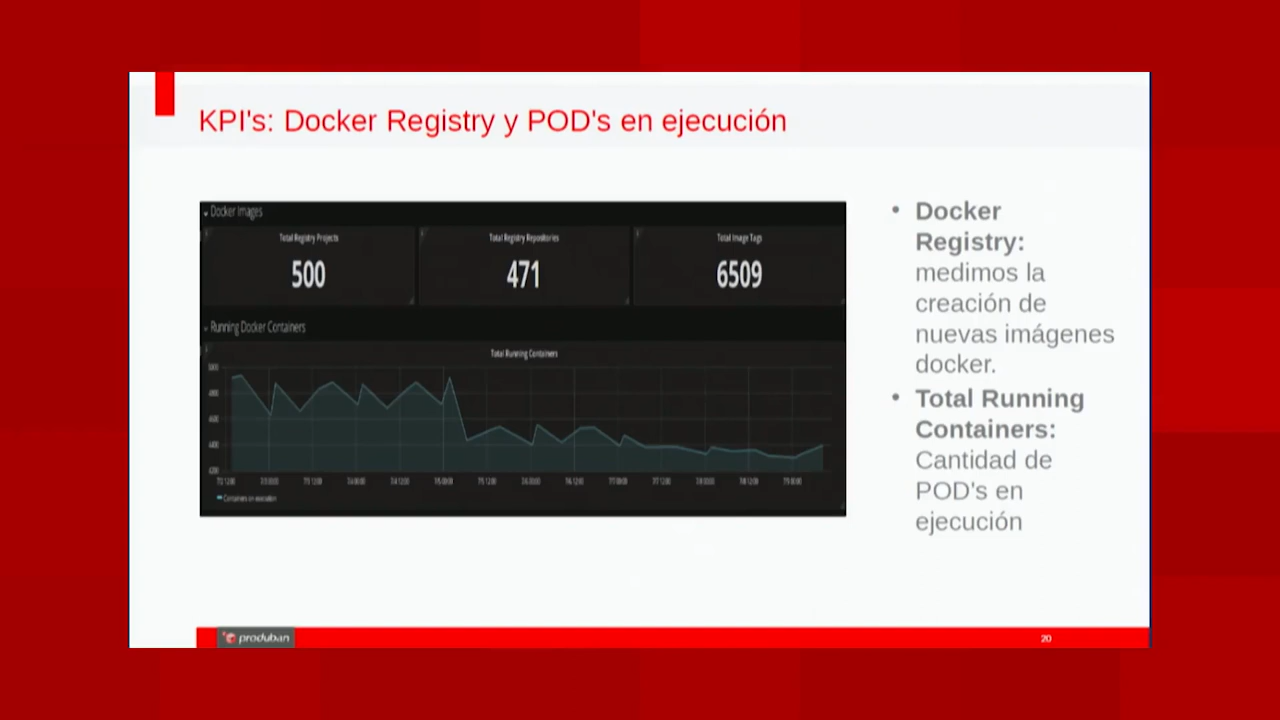 KPI's: Docker Registry y POD's en ejecución
Docker Images
Total Registry Projects
500
Total Registry Repositories
471
Total Image Tags
6509
Running Docker Containers
Total Running Containers
Containers en ejecución
• Docker
Registry:
medimos la
creación de
nuevas imágenes
docker.
• Total Running
Containers:
Cantidad de
POD's en
ejecución
produban
20